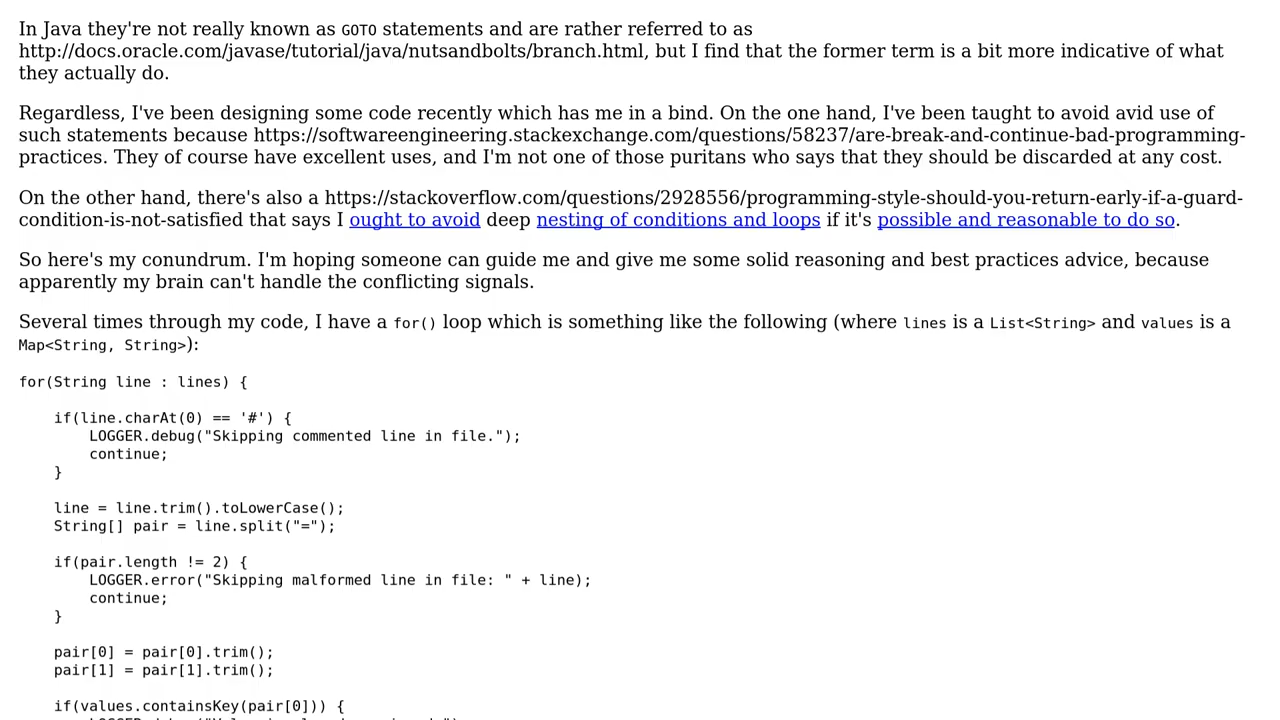 In Java they're not really known as GOTO statements and are rather referred to as
http://docs.oracle.com/javase/tutorial/java/nutsandbolts/branch.html, but I find that the former term is a bit more indicative of what
they actually do.
Regardless, I've been designing some code recently which has me in a bind. On the one hand, I've been taught to avoid avid use of
such statements because https://softwareengineering.stackexchange.com/questions/58237/are-break-and-continue-bad-programming-
practices. They of course have excellent uses, and I'm not one of those puritans who says that they should be discarded at any cost.
On the other hand, there's also a https://stackoverflow.com/questions/2928556/programming-style-should-you-return-early-if-a-guard-
condition-is-not-satisfied that says I ought to avoid deep nesting of conditions and loops if it's possible and reasonable to do so.
So here's my conundrum. I'm hoping someone can guide me and give me some solid reasoning and best practices advice, because
apparently my brain can't handle the conflicting signals.
Several times through my code, I have a for() loop which is something like the following (where lines is a List<String> and values is a
Map<String, String>):
for(String line : lines) {
    if(line.charAt(0) == '#') {
        LOGGER.debug("Skipping commented line in file.");
        continue;
    }
    line = line.trim().toLowerCase();
    String[] pair = line.split("=");
    if(pair.length != 2) {
        LOGGER.error("Skipping malformed line in file: " + line);
        continue;
    }
    pair[0] = pair[0].trim();
    pair[1] = pair[1].trim();
    if(values.containsKey(pair[0])) {